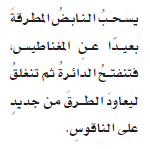 يسحبُ النابضُ المطرقةَ
بعيدًا عنِ المغناطيسِ،
فتنفتحُ الدائرةُ ثم تنغلقُ
ليعاودَ الطرقَ من جديدٍ
على الناقوسِ.